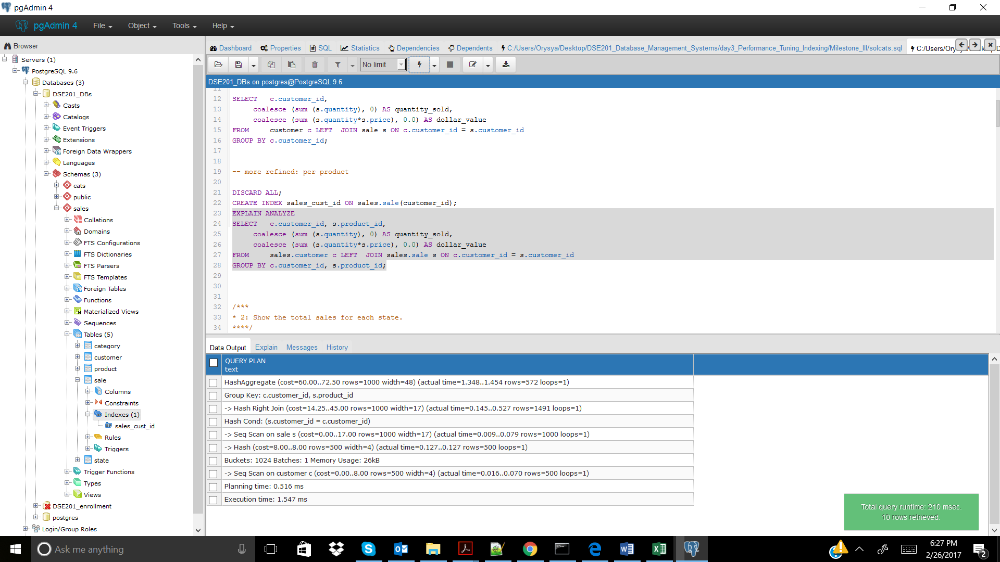 pgAdmin 4
pgAdmin 4 File Object Tools Help
Browser
Servers (1)
PostgreSQL 9.6
Databases (3)
DSE201_DBs
Casts
Catalogs
Event Triggers
Extensions
Foreign Data Wrappers
Languages
Schemas (3)
cats
public
sales
Collations
Domains
FTS Configurations
FTS Dictionaries
FTS Parsers
FTS Templates
Foreign Tables
Functions
Materialized Views
Sequences
Tables (5)
category
customer
product
sale
Columns
Constraints
Indexes (1)
sales_cust_id
Rules
Triggers
state
Trigger Functions
Types
Views
DSE201_enrollment
postgres
Login/Group Roles
Dashboard Properties SQL Statistics Dependencies Dependents C:/Users/Orysya/Desktop/DSE201_Database_Management_Systems/day3_Performance_Tuning_Indexing/Milestone_III/solcats.sql
No limit
DSE201_DBs on postgres@PostgreSQL 9.6
11
12 SELECT c.customer_id,
13 coalesce (sum (s.quantity), 0) AS quantity_sold,
14 coalesce (sum (s.quantity*s.price), 0.0) AS dollar_value
15 FROM customer c LEFT JOIN sale s ON c.customer_id = s.customer_id
16 GROUP BY c.customer_id;
17
18
19 -- more refined: per product
20
21 DISCARD ALL;
22 CREATE INDEX sales_cust_id ON sales.sale(customer_id);
23 EXPLAIN ANALYZE
24 SELECT c.customer_id, s.product_id,
25 coalesce (sum (s.quantity), 0) AS quantity_sold,
26 coalesce (sum (s.quantity*s.price), 0.0) AS dollar_value
27 FROM sales.customer c LEFT JOIN sales.sale s ON c.customer_id = s.customer_id
28 GROUP BY c.customer_id, s.product_id;
29
30
31
32 /***
33 * 2: Show the total sales for each state.
34 ****/
Data Output Explain Messages History
QUERY PLAN
text
HashAggregate (cost=60.00..72.50 rows=1000 width=48) (actual time=1.348..1.454 rows=572 loops=1)
Group Key: c.customer_id, s.product_id
-> Hash Right Join (cost=14.25..45.00 rows=1000 width=17) (actual time=0.145..0.527 rows=1491 loops=1)
Hash Cond: (s.customer_id = c.customer_id)
-> Seq Scan on sale s (cost=0.00..17.00 rows=1000 width=17) (actual time=0.009..0.079 rows=1000 loops=1)
-> Hash (cost=8.00..8.00 rows=500 width=4) (actual time=0.127..0.127 rows=500 loops=1)
Buckets: 1024 Batches: 1 Memory Usage: 26kB
-> Seq Scan on customer c (cost=0.00..8.00 rows=500 width=4) (actual time=0.016..0.070 rows=500 loops=1)
Planning time: 0.516 ms
Execution time: 1.547 ms
Total query runtime: 210 msec.
10 rows retrieved.
Ask me anything
6:27 PM
2/26/2017
2